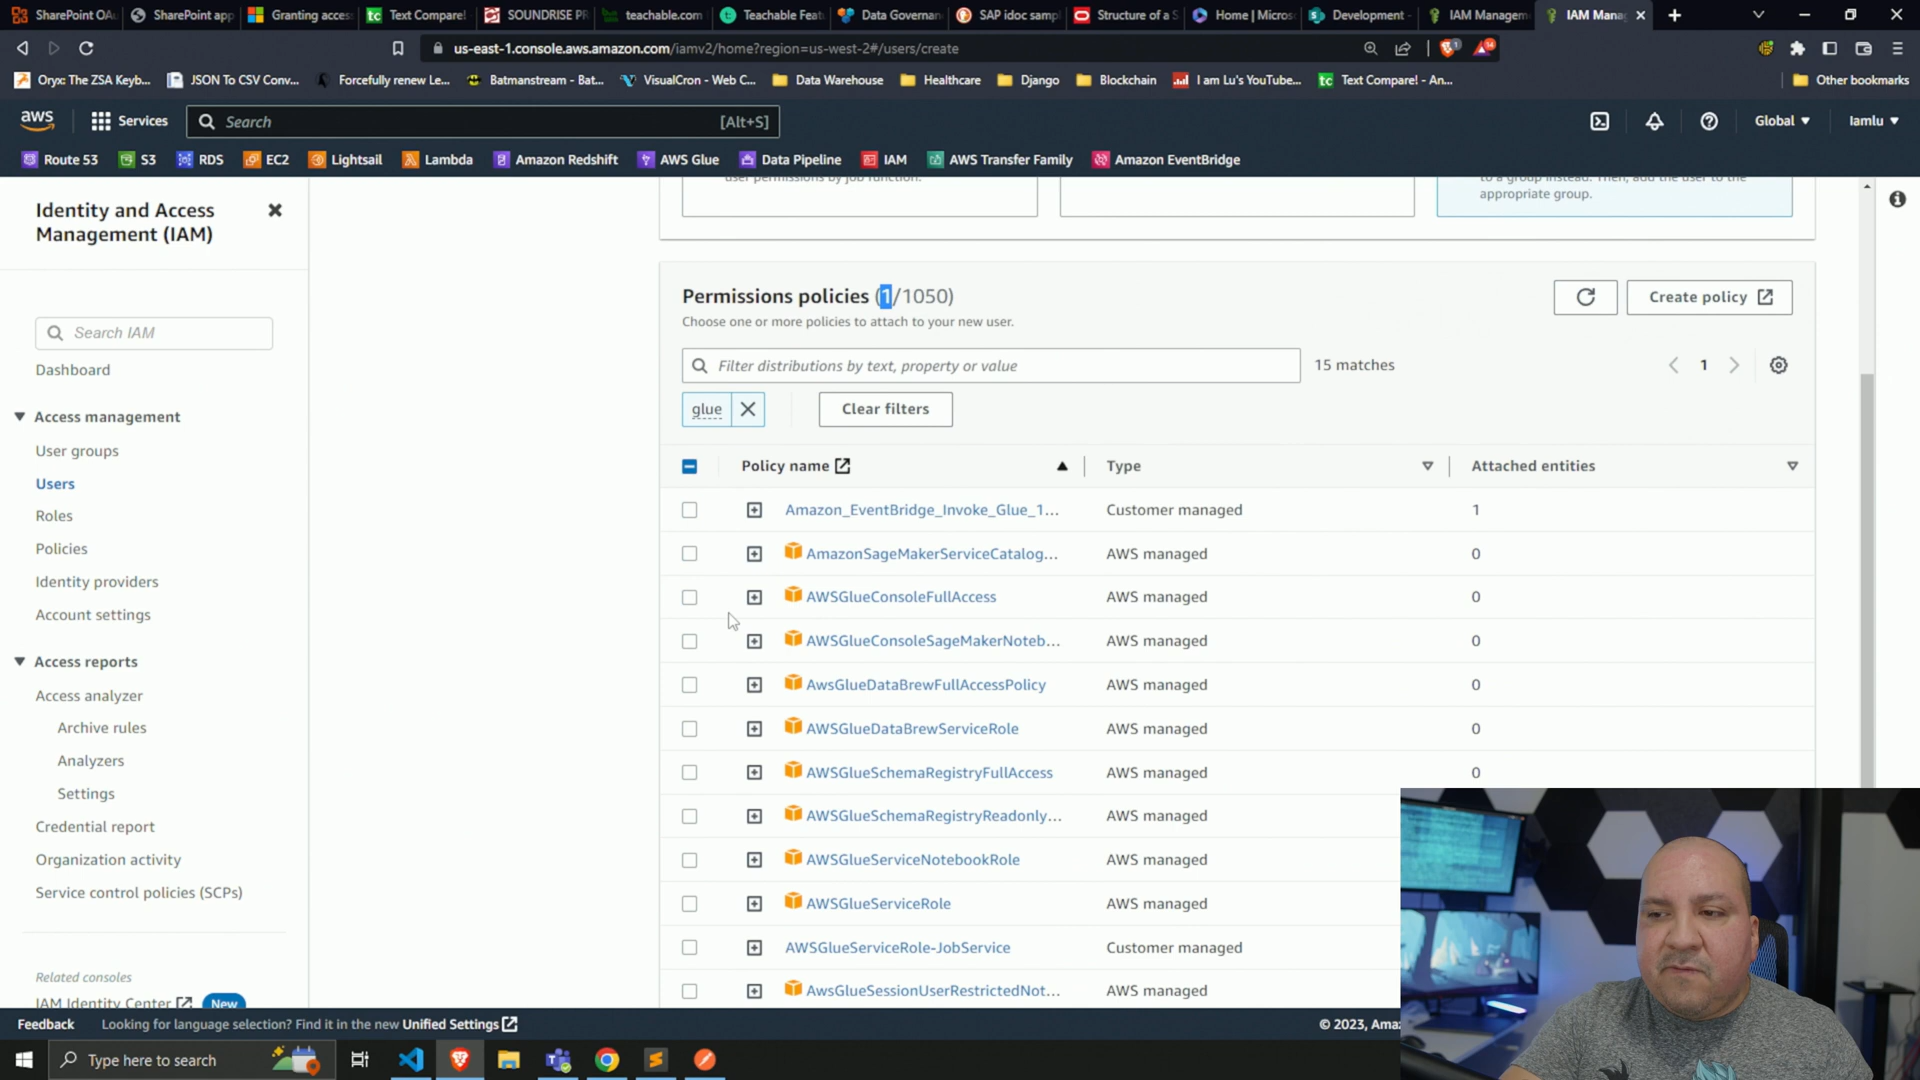 SharePoint OAu
SharePoint app
Granting acces
Text Compare!
SOUNDRISE PR
teachable.com
Teachable Feat
Data Governan
SAP idoc samp
Structure of a S
Home | Micros
Development -
IAM Managem
IAM Mana
us-east-1.console.aws.amazon.com/iamv2/home?region=us-west-2#/users/create
Oryx: The ZSA Keyb...
JSON To CSV Conv...
Forcefully renew Le...
Batmanstream - Bat...
VisualCron - Web C...
Data Warehouse
Healthcare
Django
Blockchain
I am Lu's YouTube...
Text Compare! - An...
Other bookmarks
aws
Services
Search
[Alt+S]
Global
Iamlu
Route 53
S3
RDS
EC2
Lightsail
Lambda
Amazon Redshift
AWS Glue
Data Pipeline
IAM
AWS Transfer Family
Amazon EventBridge
Identity and Access
Management (IAM)
Search IAM
Dashboard
Access management
User groups
Users
Roles
Policies
Identity providers
Account settings
Access reports
Access analyzer
Archive rules
Analyzers
Settings
Credential report
Organization activity
Service control policies (SCPs)
Related consoles
IAM Identity Center
New
user permissions by job function.
to a group instead. Then, add the user to the
appropriate group.
Permissions policies (1/1050)
Choose one or more policies to attach to your new user.
Create policy
Filter distributions by text, property or value
15 matches
1
glue
Clear filters
Policy name
Type
Attached entities
Amazon_EventBridge_Invoke_Glue_1...
Customer managed
1
AmazonSageMakerServiceCatalog...
AWS managed
0
AWSGlueConsoleFullAccess
AWS managed
0
AWSGlueConsoleSageMakerNoteb...
AWS managed
0
AwsGlueDataBrewFullAccessPolicy
AWS managed
0
AWSGlueDataBrewServiceRole
AWS managed
0
AWSGlueSchemaRegistryFullAccess
AWS managed
0
AWSGlueSchemaRegistryReadonly...
AWS managed
AWSGlueServiceNotebookRole
AWS managed
AWSGlueServiceRole
AWS managed
AWSGlueServiceRole-JobService
Customer managed
AwsGlueSessionUserRestrictedNot...
AWS managed
Feedback
Looking for language selection? Find it in the new Unified Settings
© 2023, Amaz
Type here to search